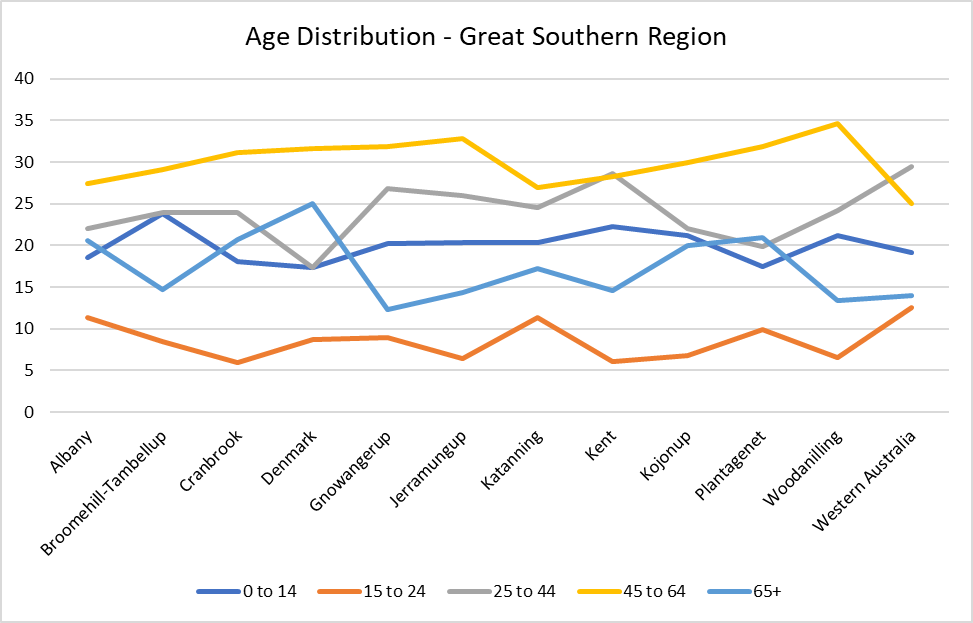 Age Distribution - Great Southern Region
40
35
30
25
20
15
10
5
0
Albany
Broomehill-Tambellup
Cranbrook
Denmark
Gnowangerup
Jerramungup
Katanning
Kent
Kojonup
Plantagenet
Woodanilling
Western Australia
0 to 14 15 to 24 25 to 44 45 to 64 65+